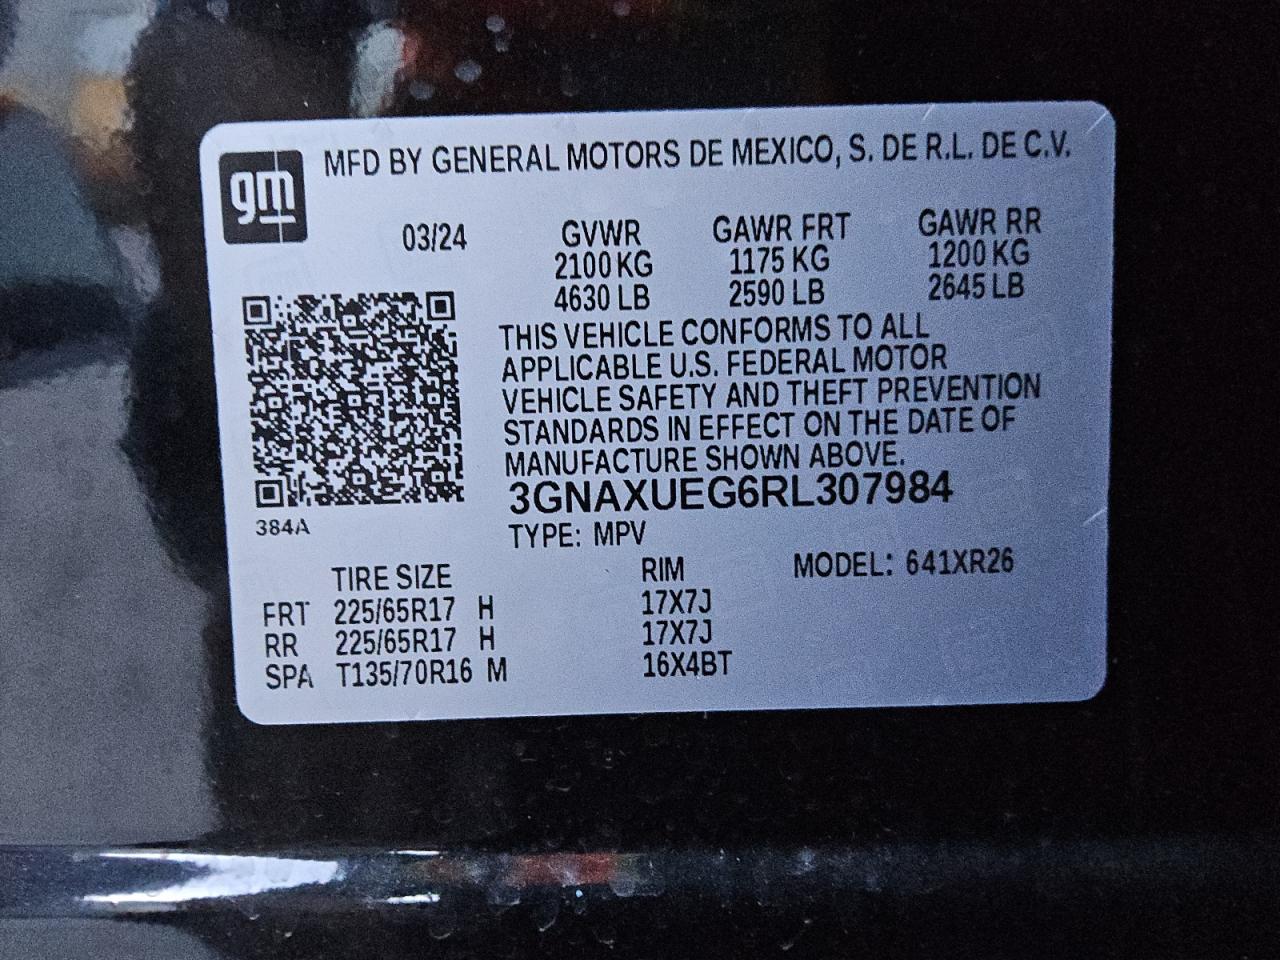 gm
MFD BY GENERAL MOTORS DE MEXICO, S. DE R.L. DE C.V.
03/24 GVWR GAWR FRT GAWR RR
2100 KG 1175 KG 1200 KG
4630 LB 2590 LB 2645 LB
THIS VEHICLE CONFORMS TO ALL
APPLICABLE U.S. FEDERAL MOTOR
VEHICLE SAFETY AND THEFT PREVENTION
STANDARDS IN EFFECT ON THE DATE OF
MANUFACTURE SHOWN ABOVE.
3GNAXUEG6RL307984
384A
TYPE: MPV
TIRE SIZE RIM MODEL: 641XR26
FRT 225/65R17 H 17X7J
RR 225/65R17 H 17X7J
SPA T135/70R16 M 16X4BT